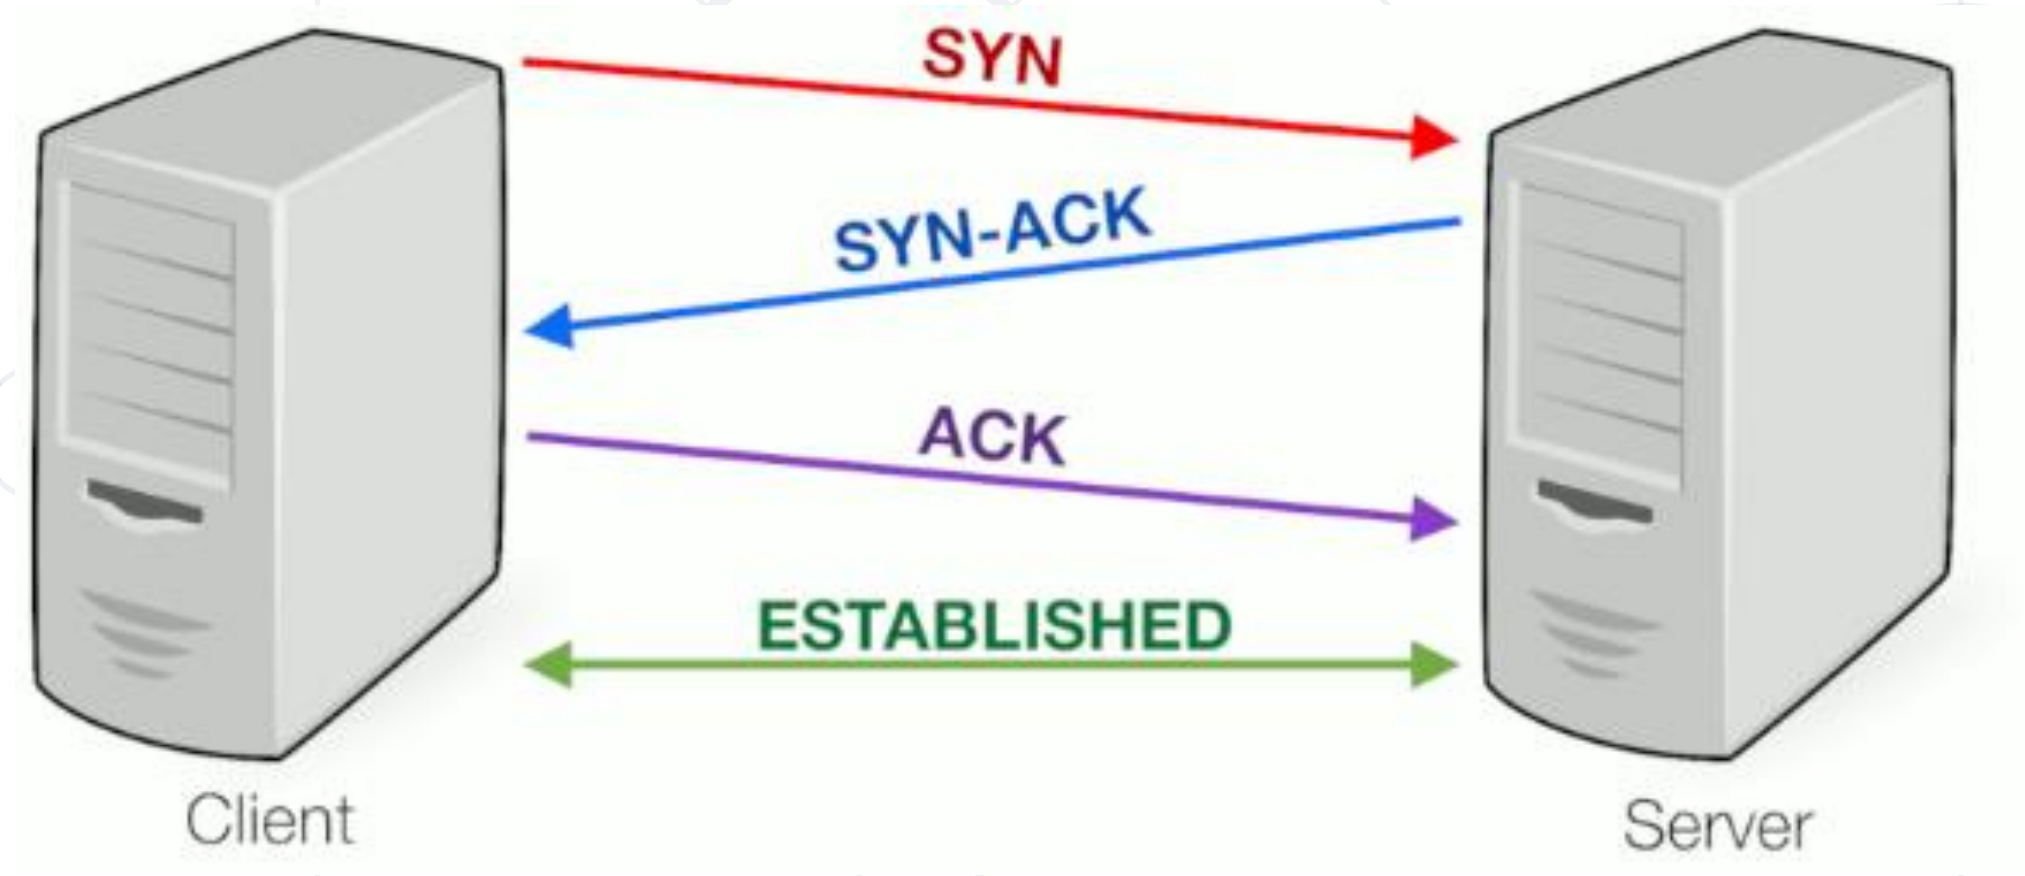 SYN
SYN-ACK
ACK
ESTABLISHED
Client
Server